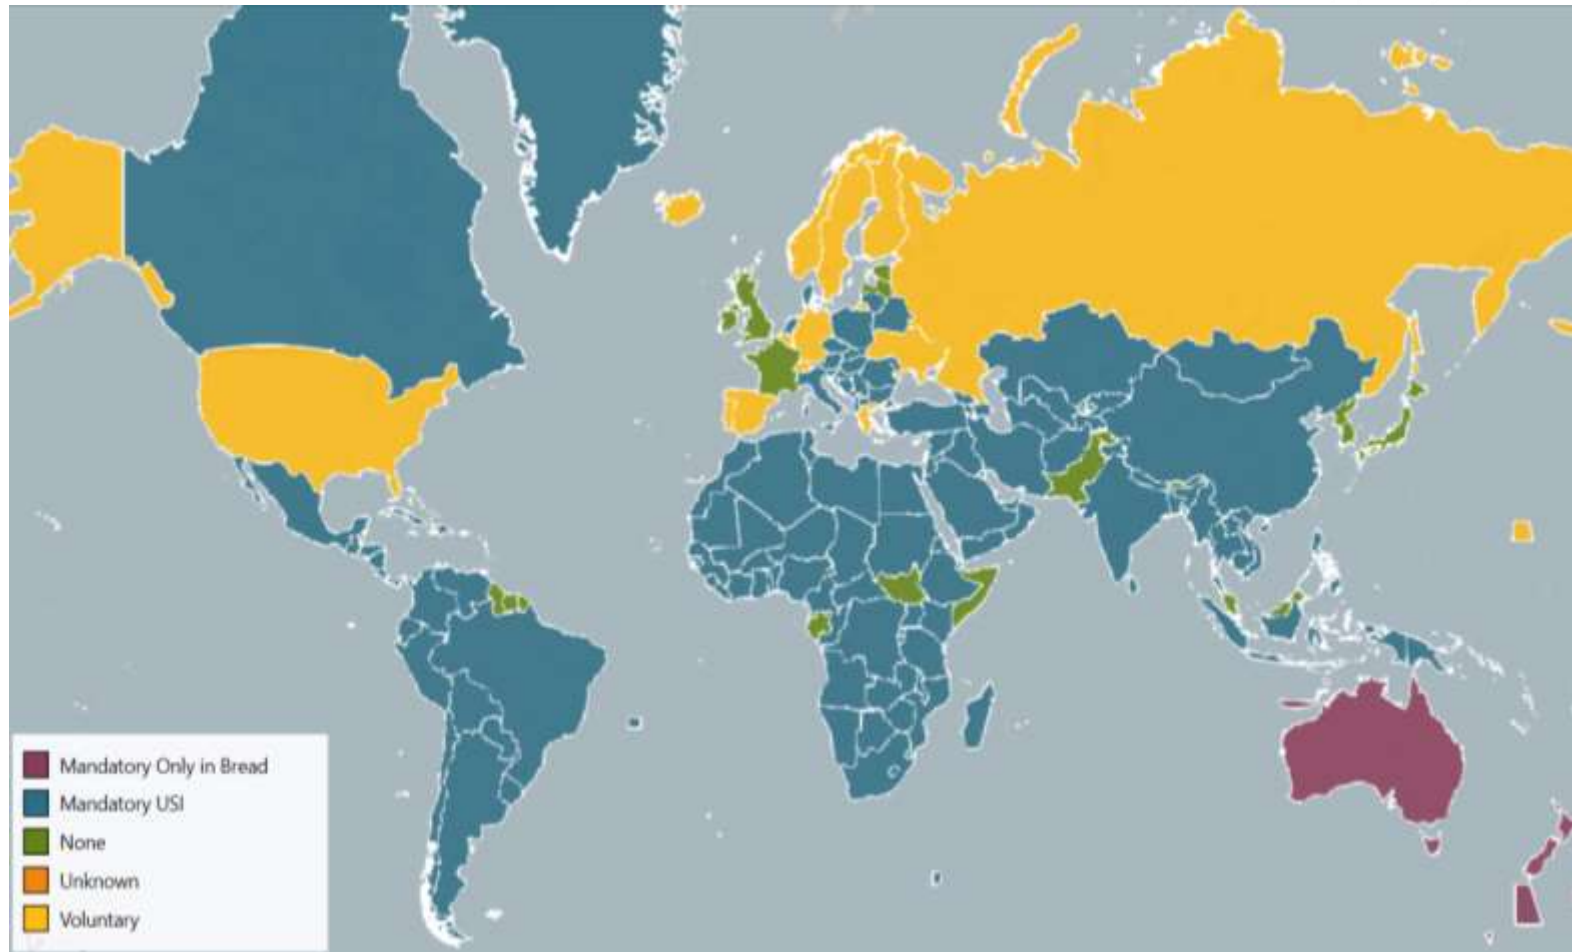 Mandatory Only in Bread
Mandatory USI
None
Unknown
Voluntary